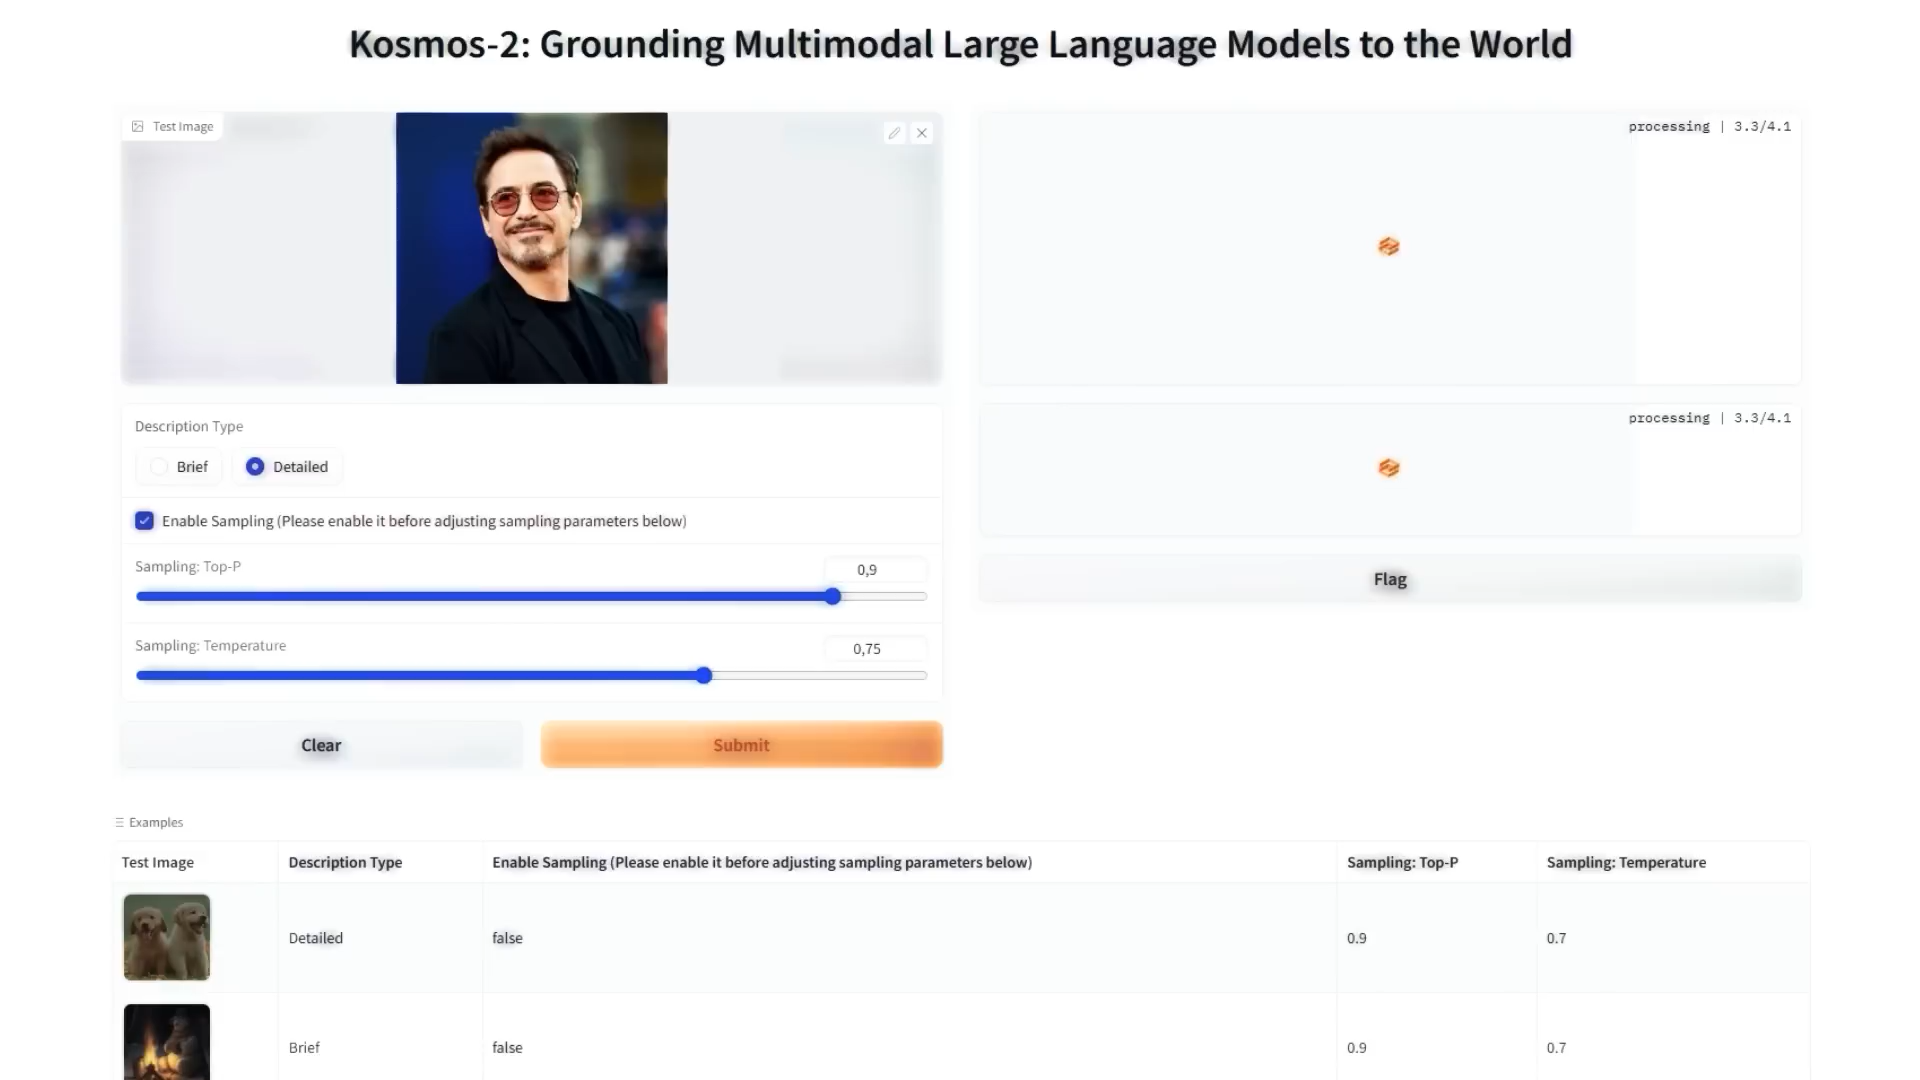 Kosmos-2: Grounding Multimodal Large Language Models to the World
Test Image
Description Type
Brief
Detailed
Enable Sampling (Please enable it before adjusting sampling parameters below)
Sampling: Top-P
0,9
Sampling: Temperature
0,75
Clear
Submit
processing | 3.3/4.1
processing | 3.3/4.1
Flag
Examples
Test Image Description Type Enable Sampling (Please enable it before adjusting sampling parameters below) Sampling: Top-P Sampling: Temperature
Detailed false 0.9 0.7
Brief false 0.9 0.7